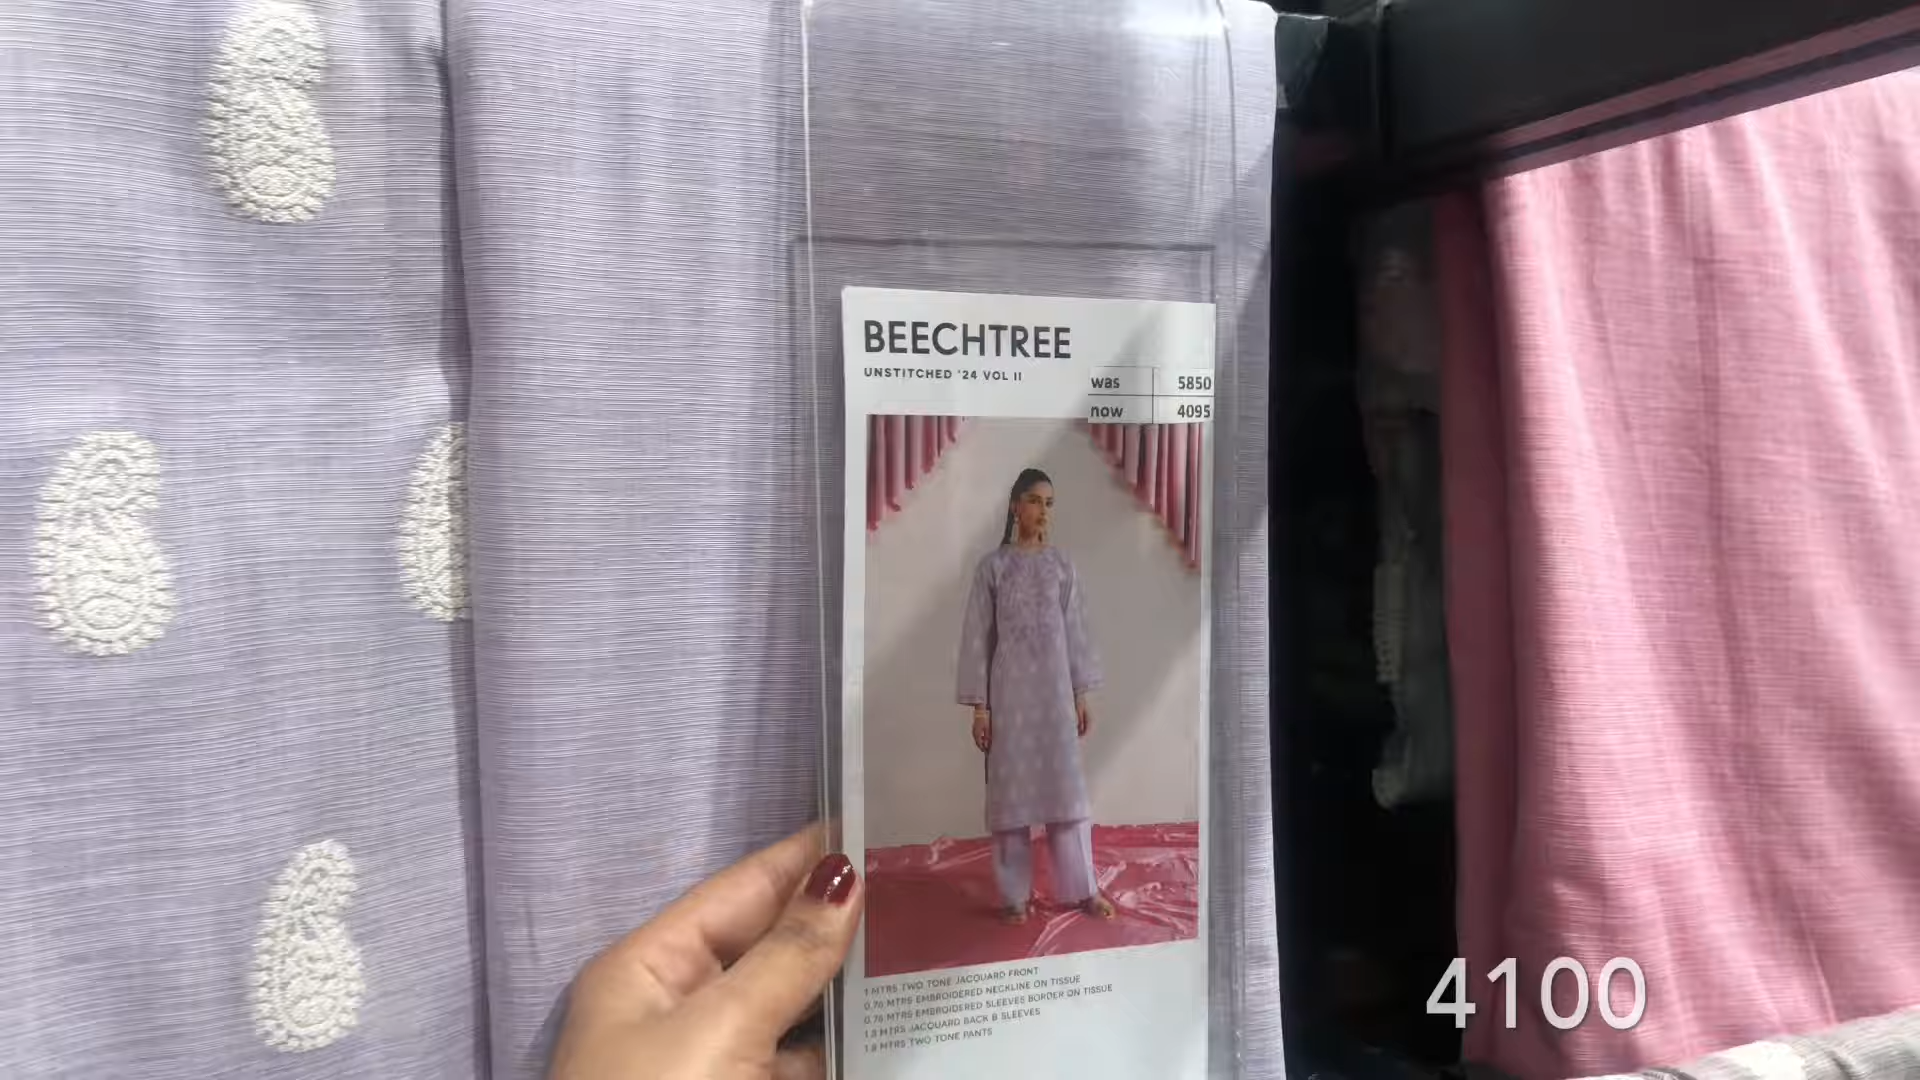 BEECHTREE
UNSTITCHED '24 VOL II
was 5850
now 4095
1 MTRS TWO TONE JACQUARD FRONT
0.76 MTRS EMBROIDERED NECKLINE ON TISSUE
0.76 MTRS EMBROIDERED SLEEVES BORDER ON TISSUE
1.8 MTRS JACQUARD BACK & SLEEVES
1.8 MTRS TWO TONE PANTS
4100